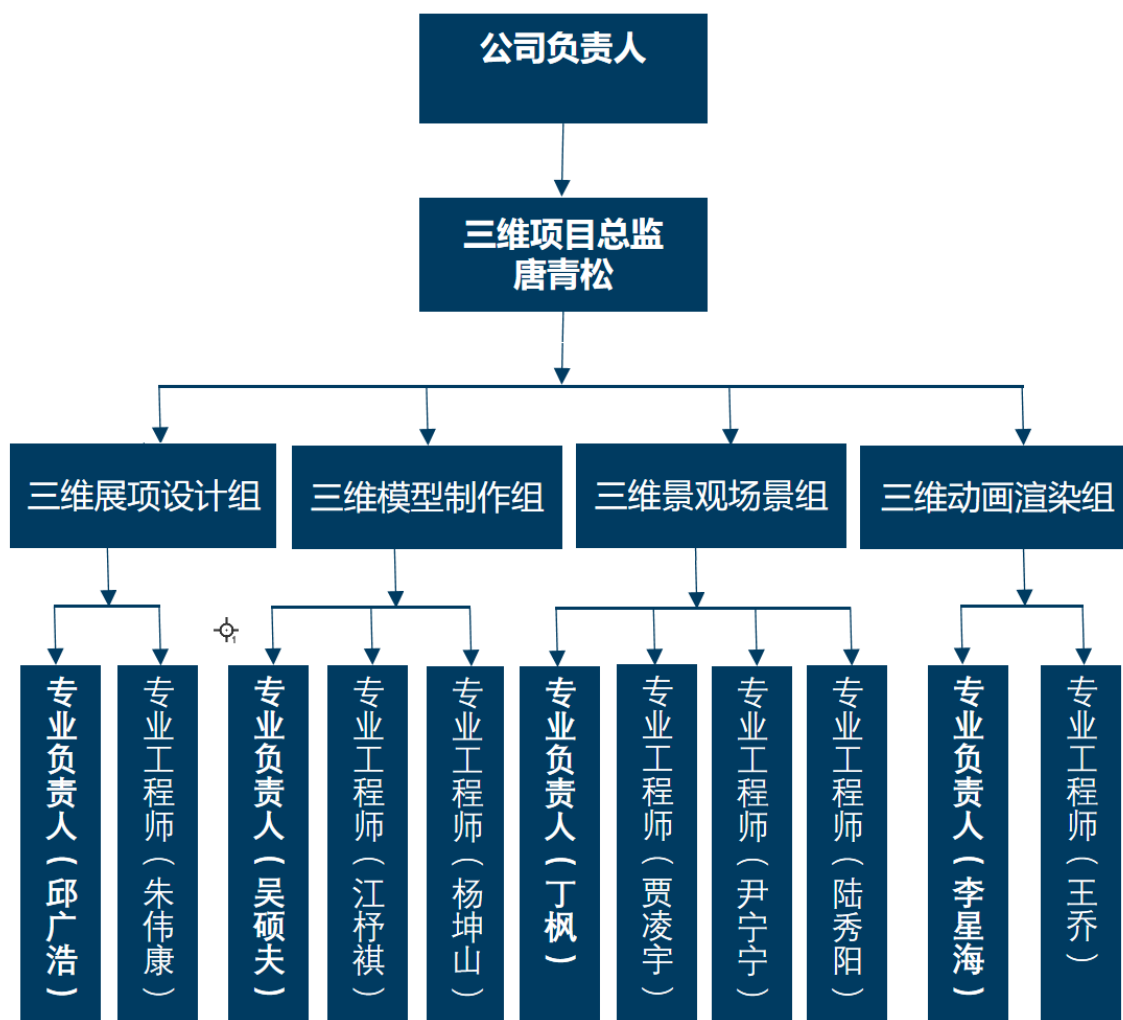 公司负责人
三维项目总监
唐青松
三维展项设计组
三维模型制作组
三维景观场景组
三维动画渲染组
专业负责人(邱广浩)
专业工程师(朱伟康)
专业负责人(吴硕夫)
专业工程师(江杼祺)
专业工程师(杨坤山)
专业负责人(丁枫)
专业工程师(贾凌宇)
专业工程师(尹宁宁)
专业工程师(陆秀阳)
专业负责人(李星海)
专业工程师(王乔)
1